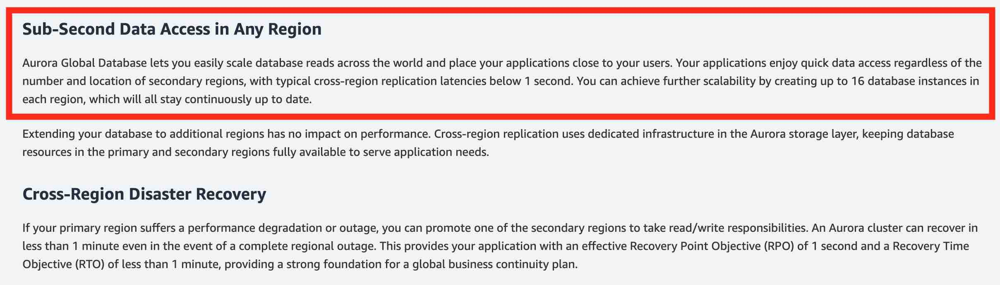 Sub-Second Data Access in Any Region
Aurora Global Database lets you easily scale database reads across the world and place your applications close to your users. Your applications enjoy quick data access regardless of the
number and location of secondary regions, with typical cross-region replication latencies below 1 second. You can achieve further scalability by creating up to 16 database instances in
each region, which will all stay continuously up to date.
Extending your database to additional regions has no impact on performance. Cross-region replication uses dedicated infrastructure in the Aurora storage layer, keeping database
resources in the primary and secondary regions fully available to serve application needs.
Cross-Region Disaster Recovery
If your primary region suffers a performance degradation or outage, you can promote one of the secondary regions to take read/write responsibilities. An Aurora cluster can recover in
less than 1 minute even in the event of a complete regional outage. This provides your application with an effective Recovery Point Objective (RPO) of 1 second and a Recovery Time
Objective (RTO) of less than 1 minute, providing a strong foundation for a global business continuity plan.